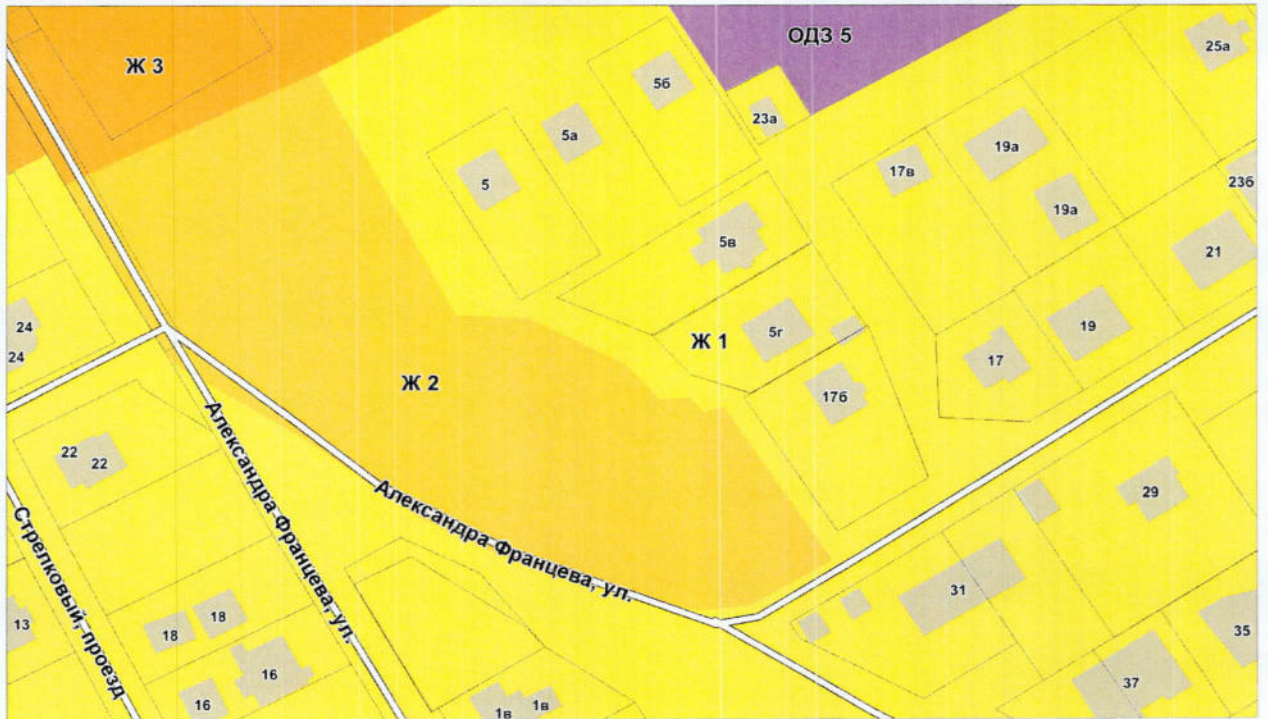 Ж 3
ОДЗ 5
25а
5б
5а
23а
19а
17в
5
23б
19а
5в
21
24
5г
19
Ж 1
17
24
Ж 2
17б
22
22
29
Александра Францева, ул.
Александра Францева, ул.
Стрелковый, проезд
31
18
18
13
35
16
37
16
1в
1в